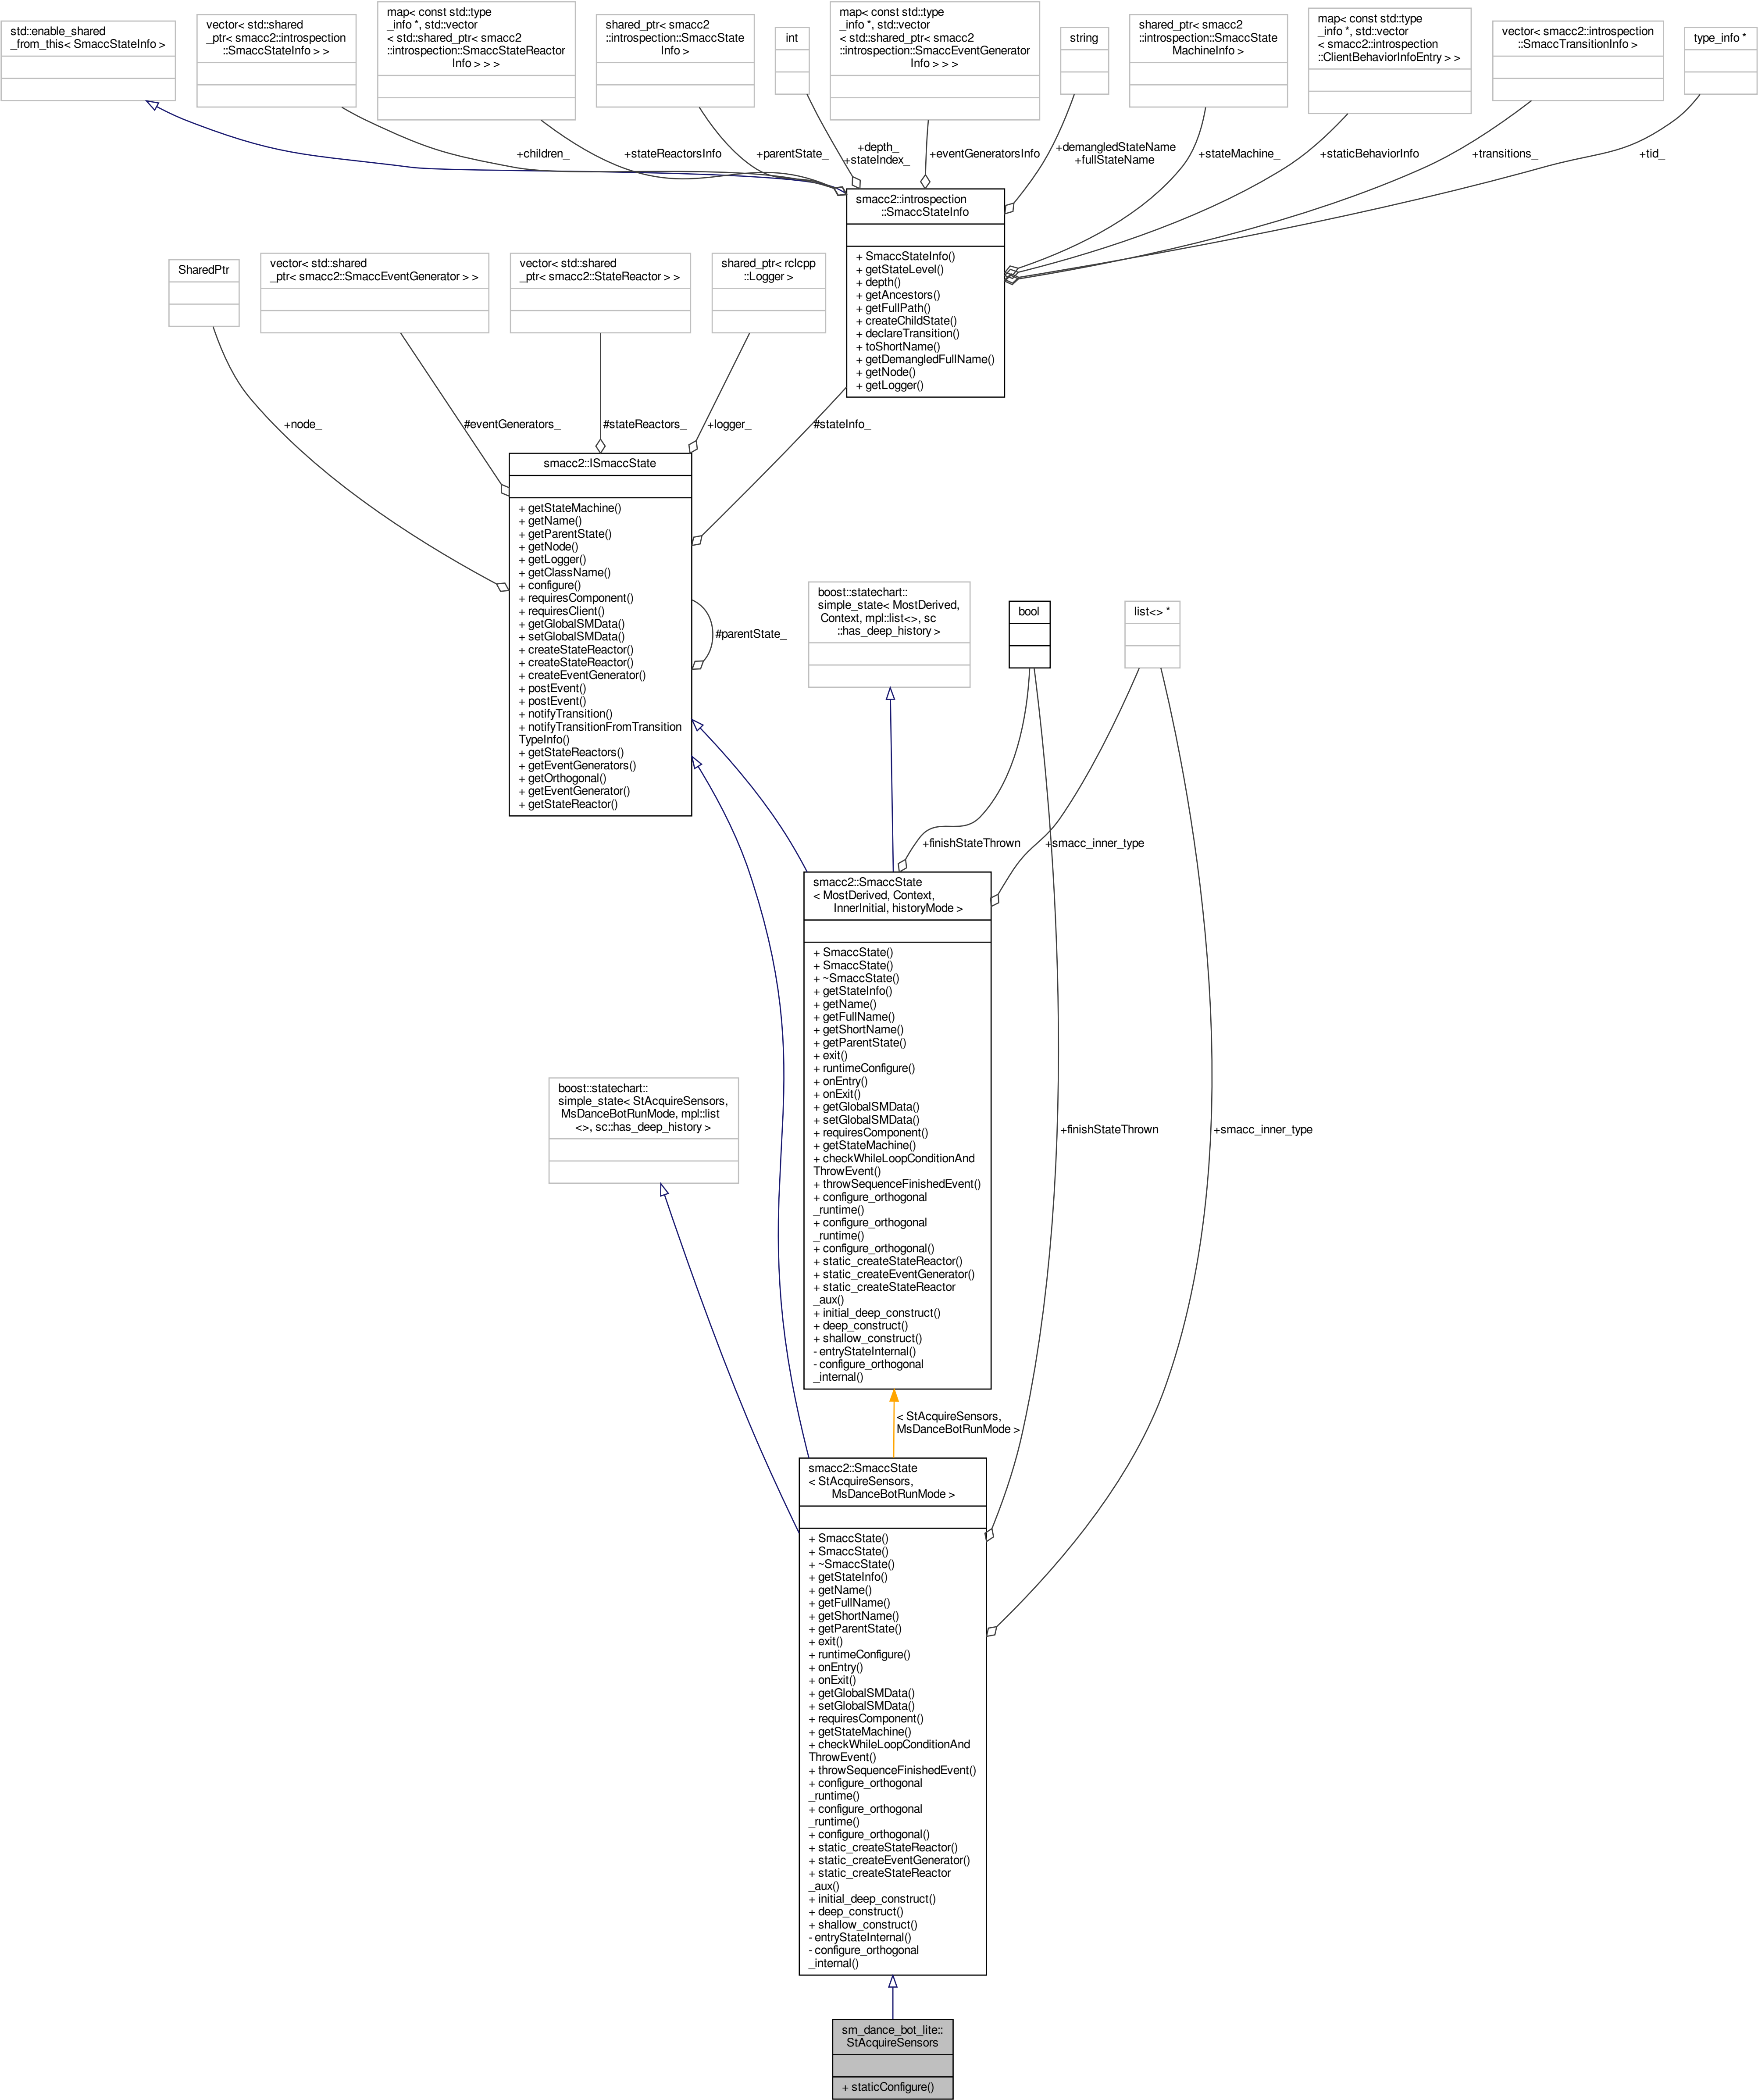 std::enable_shared
_from_this< SmaccStateInfo >
vector< std::shared
_ptr< smacc2::introspection
::SmaccStateInfo > >
map< const std::type
_info *, std::vector
< std::shared_ptr< smacc2
::introspection::SmaccStateReactor
Info > > >
shared_ptr< smacc2
::introspection::SmaccState
Info >
int
map< const std::type
_info *, std::vector
< std::shared_ptr< smacc2
::introspection::SmaccEventGenerator
Info > > >
string
shared_ptr< smacc2
::introspection::SmaccState
MachineInfo >
map< const std::type
_info *, std::vector
< smacc2::introspection
::ClientBehaviorInfoEntry > >
vector< smacc2::introspection
::SmaccTransitionInfo >
type_info *
+children_
+stateReactorsInfo
+parentState_
+depth_
+stateIndex_
+eventGeneratorsInfo
+demangledStateName
+fullStateName
+stateMachine_
+staticBehaviorInfo
+transitions_
+tid_
smacc2::introspection
::SmaccStateInfo
+ SmaccStateInfo()
+ getStateLevel()
+ depth()
+ getAncestors()
+ getFullPath()
+ createChildState()
+ declareTransition()
+ toShortName()
+ getDemangledFullName()
+ getNode()
+ getLogger()
SharedPtr
vector< std::shared
_ptr< smacc2::SmaccEventGenerator > >
vector< std::shared
_ptr< smacc2::StateReactor > >
shared_ptr< rclcpp
::Logger >
+node_
#eventGenerators_
#stateReactors_
+logger_
#stateInfo_
smacc2::ISmaccState
+ getStateMachine()
+ getName()
+ getParentState()
+ getNode()
+ getLogger()
+ getClassName()
+ configure()
+ requiresComponent()
+ requiresClient()
+ getGlobalSMData()
+ setGlobalSMData()
+ createStateReactor()
+ createStateReactor()
+ createEventGenerator()
+ postEvent()
+ postEvent()
+ notifyTransition()
+ notifyTransitionFromTransition
TypeInfo()
+ getStateReactors()
+ getEventGenerators()
+ getOrthogonal()
+ getEventGenerator()
+ getStateReactor()
#parentState_
boost::statechart::
simple_state< MostDerived,
Context, mpl::list<>, sc
::has_deep_history >
bool
list<> *
+finishStateThrown
+smacc_inner_type
smacc2::SmaccState
< MostDerived, Context,
InnerInitial, historyMode >
+ SmaccState()
+ SmaccState()
+ ~SmaccState()
+ getStateInfo()
+ getName()
+ getFullName()
+ getShortName()
+ getParentState()
+ exit()
+ runtimeConfigure()
+ onEntry()
+ onExit()
+ getGlobalSMData()
+ setGlobalSMData()
+ requiresComponent()
+ getStateMachine()
+ checkWhileLoopConditionAnd
ThrowEvent()
+ throwSequenceFinishedEvent()
+ configure_orthogonal
_runtime()
+ configure_orthogonal
_runtime()
+ configure_orthogonal()
+ static_createStateReactor()
+ static_createEventGenerator()
+ static_createStateReactor
_aux()
+ initial_deep_construct()
+ deep_construct()
+ shallow_construct()
- entryStateInternal()
- configure_orthogonal
_internal()
boost::statechart::
simple_state< StAcquireSensors,
MsDanceBotRunMode, mpl::list
<>, sc::has_deep_history >
+finishStateThrown
+smacc_inner_type
< StAcquireSensors,
MsDanceBotRunMode >
smacc2::SmaccState
< StAcquireSensors,
MsDanceBotRunMode >
+ SmaccState()
+ SmaccState()
+ ~SmaccState()
+ getStateInfo()
+ getName()
+ getFullName()
+ getShortName()
+ getParentState()
+ exit()
+ runtimeConfigure()
+ onEntry()
+ onExit()
+ getGlobalSMData()
+ setGlobalSMData()
+ requiresComponent()
+ getStateMachine()
+ checkWhileLoopConditionAnd
ThrowEvent()
+ throwSequenceFinishedEvent()
+ configure_orthogonal
_runtime()
+ configure_orthogonal
_runtime()
+ configure_orthogonal()
+ static_createStateReactor()
+ static_createEventGenerator()
+ static_createStateReactor
_aux()
+ initial_deep_construct()
+ deep_construct()
+ shallow_construct()
- entryStateInternal()
- configure_orthogonal
_internal()
sm_dance_bot_lite::
StAcquireSensors
+ staticConfigure()